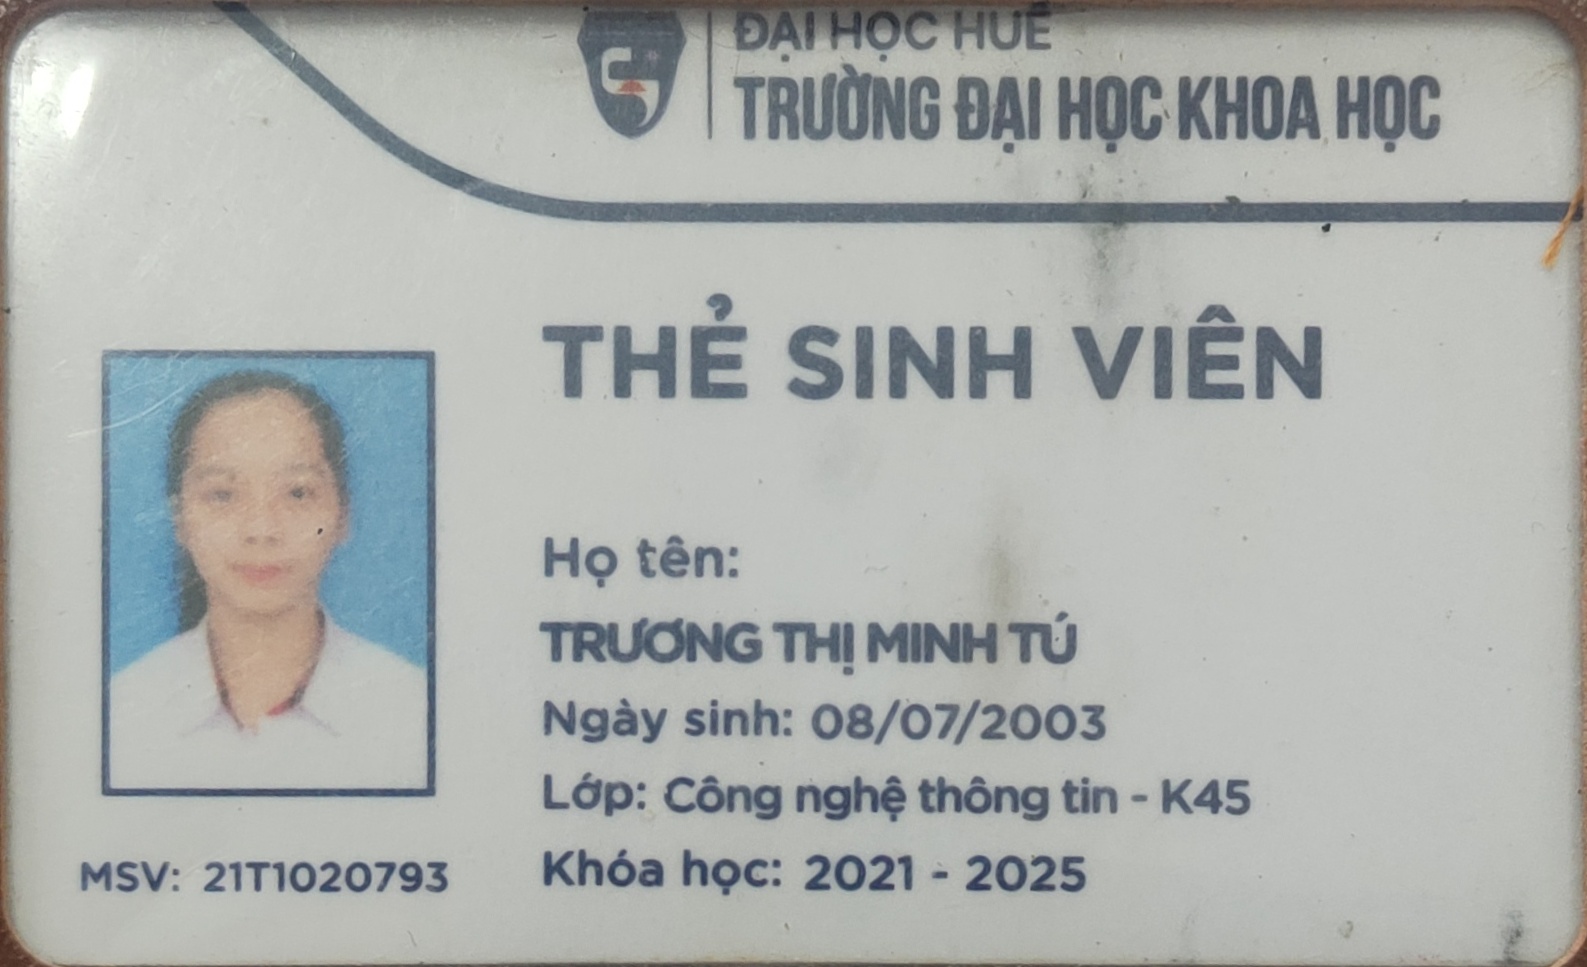 ĐẠI HỌC HUẾ
TRƯỜNG ĐẠI HỌC KHOA HỌC
THẺ SINH VIÊN
Họ tên:
TRƯƠNG THỊ MINH TÚ
Ngày sinh: 08/07/2003
Lớp: Công nghệ thông tin - K45
Khóa học: 2021 - 2025
MSV: 21T1020793